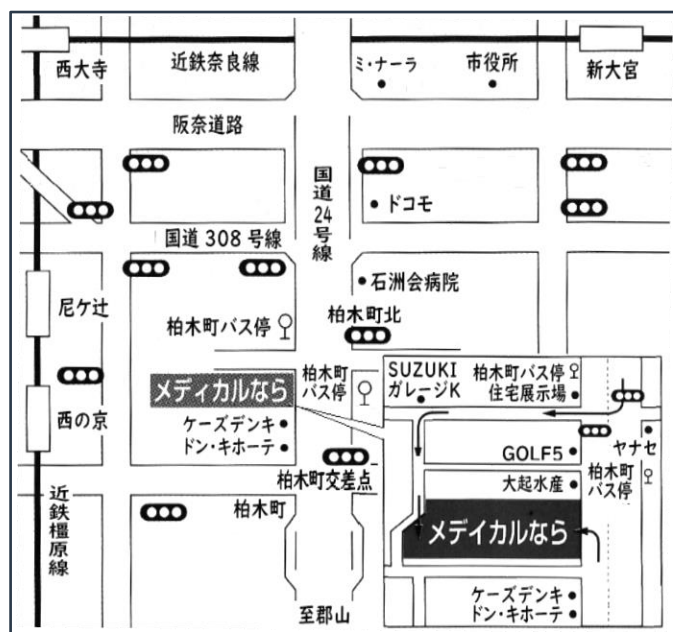 西大寺
近鉄奈良線
ミ・ナーラ
市役所
新大宮
阪奈道路
国道24号線
ドコモ
国道308号線
石洲会病院
尼ケ辻
柏木町バス停
柏木町北
メディカルなら
柏木町
バス停
西の京
ケーズデンキ
ドン・キホーテ
柏木町交差点
近鉄橿原線
柏木町
至郡山
SUZUKI
ガレージK
柏木町バス停
住宅展示場
ヤナセ
GOLF5
柏木町
バス停
大起水産
メデイカルなら
ケーズデンキ
ドン・キホーテ